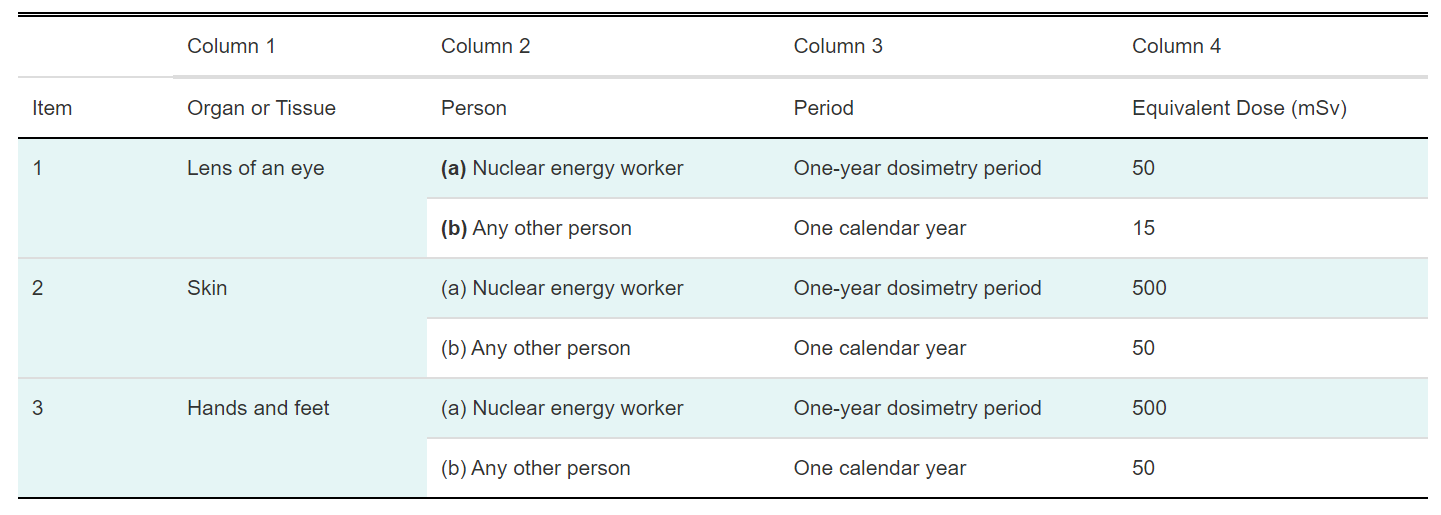 Column 1 Column 2 Column 3 Column 4
Item Organ or Tissue Person Period Equivalent Dose (mSv)
1 Lens of an eye (a) Nuclear energy worker One-year dosimetry period 50
(b) Any other person One calendar year 15
2 Skin (a) Nuclear energy worker One-year dosimetry period 500
(b) Any other person One calendar year 50
3 Hands and feet (a) Nuclear energy worker One-year dosimetry period 500
(b) Any other person One calendar year 50